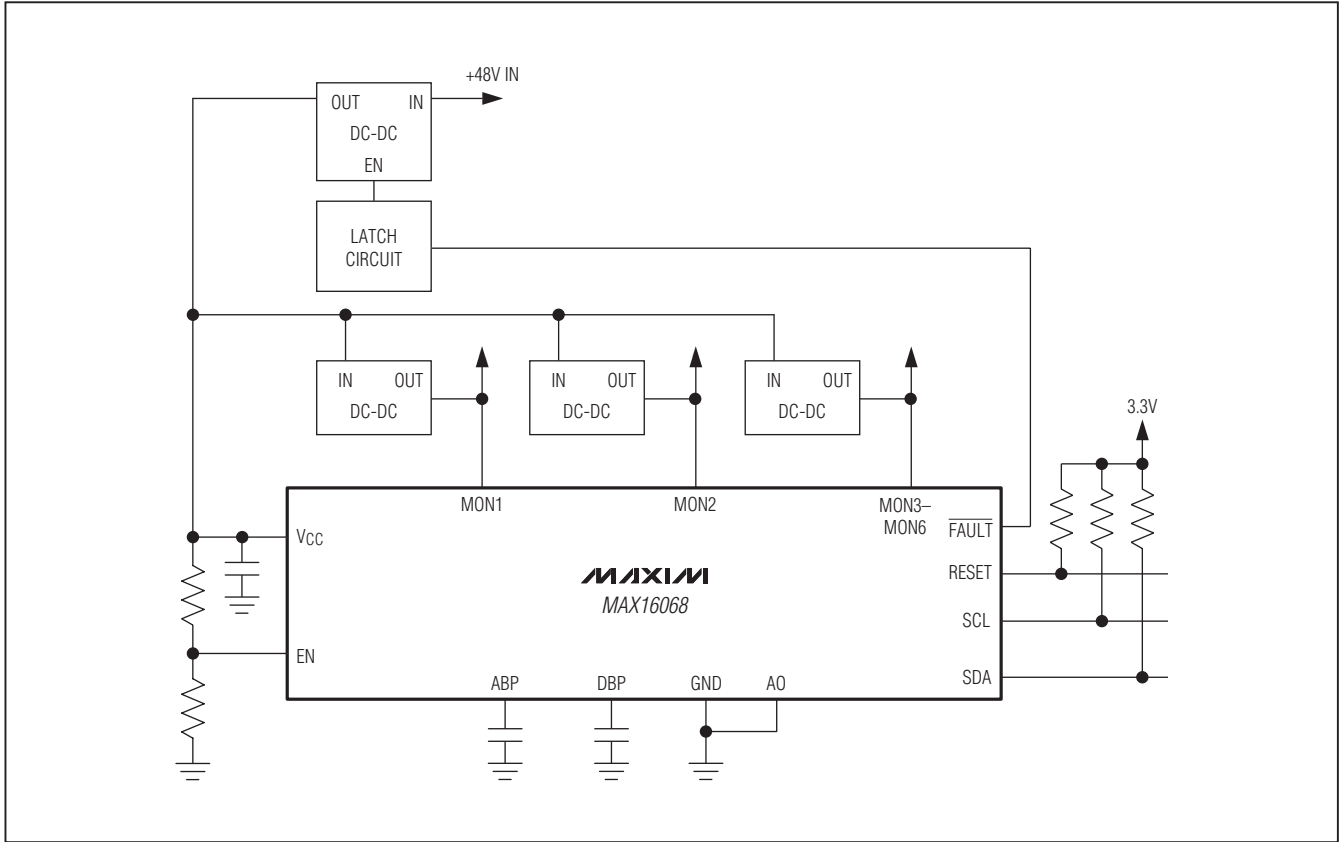 +48V IN
OUT IN
DC-DC
EN
LATCH
CIRCUIT
IN OUT
DC-DC
IN OUT
DC-DC
IN OUT
DC-DC
3.3V
MON1
MON2
MON3–
MON6
FAULT
VCC
RESET
MAXIM
MAX16068
SCL
EN
SDA
ABP
DBP
GND
A0